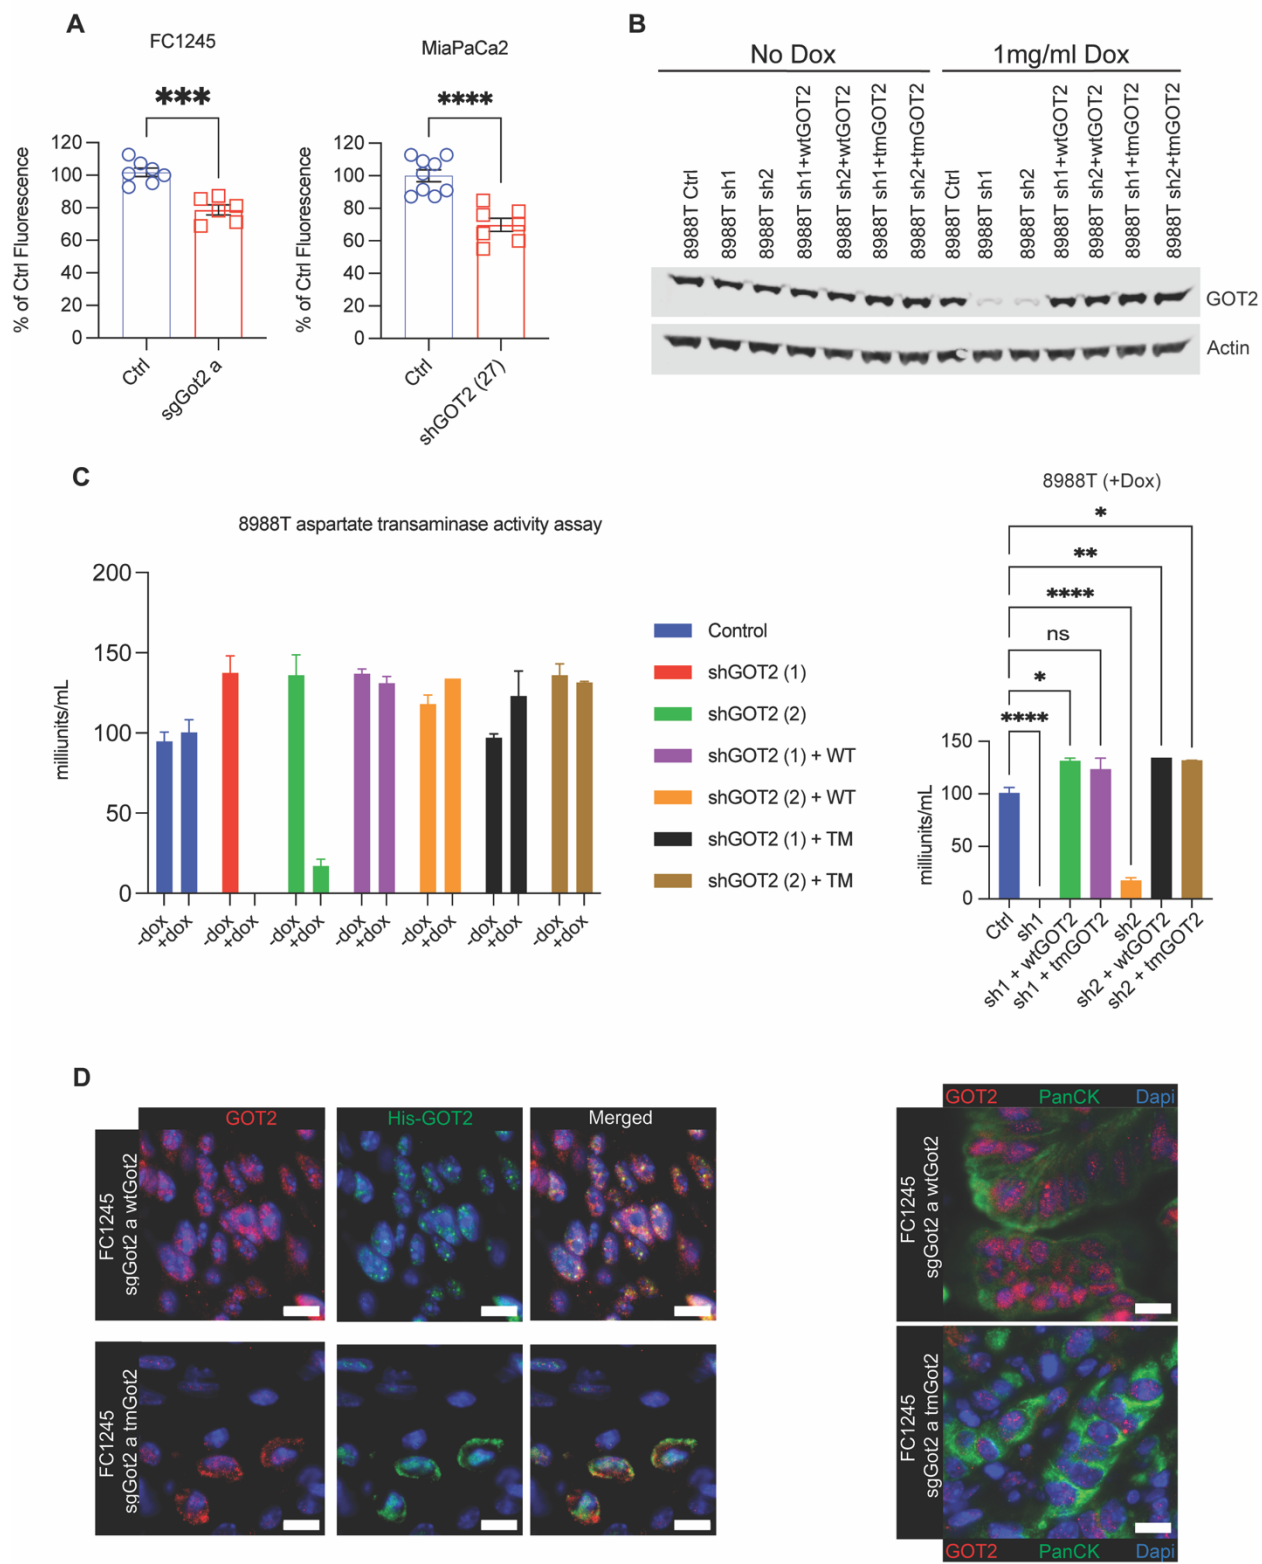 A
FC1245
***
% of Ctrl Fluorescence
120
100
80
60
40
20
0
Ctrl
sgGot2 a
MiaPaCa2
****
% of Ctrl Fluorescence
120
100
80
60
40
20
0
Ctrl
shGOT2 (27)
B
No Dox
1mg/ml Dox
8988T Ctrl
8988T sh1
8988T sh2
8988T sh1+wtGOT2
8988T sh2+wtGOT2
8988T sh1+tmGOT2
8988T sh2+tmGOT2
8988T Ctrl
8988T sh1
8988T sh2
8988T sh1+wtGOT2
8988T sh2+wtGOT2
8988T sh1+tmGOT2
8988T sh2+tmGOT2
GOT2
Actin
C
8988T aspartate transaminase activity assay
milliunits/mL
200
150
100
50
0
-dox
+dox
-dox
+dox
-dox
+dox
-dox
+dox
-dox
+dox
-dox
+dox
-dox
+dox
Control
shGOT2 (1)
shGOT2 (2)
shGOT2 (1) + WT
shGOT2 (2) + WT
shGOT2 (1) + TM
shGOT2 (2) + TM
8988T (+Dox)
*
**
****
ns
*
****
milliunits/mL
150
100
50
0
Ctrl
sh1
sh1 + wtGOT2
sh1 + tmGOT2
sh2
sh2 + wtGOT2
sh2 + tmGOT2
D
GOT2
His-GOT2
Merged
FC1245
sgGot2 a wtGot2
FC1245
sgGot2 a tmGot2
GOT2 PanCK Dapi
FC1245
sgGot2 a wtGot2
FC1245
sgGot2 a tmGot2
GOT2 PanCK Dapi